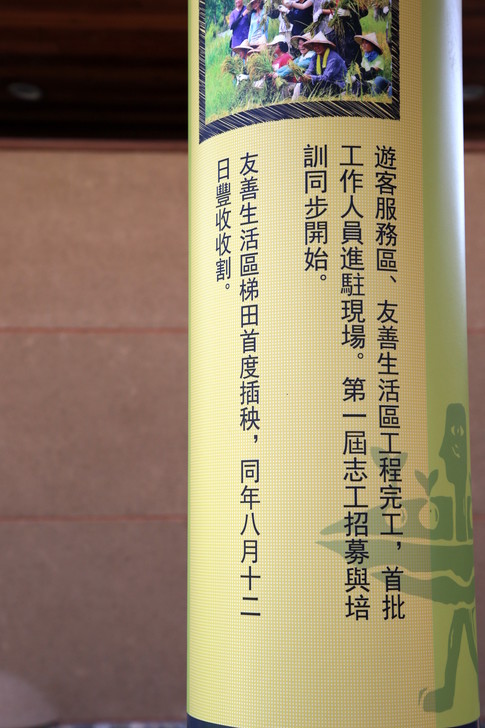 遊客服務區、友善生活區工程完工，首批
工作人員進駐現場。第一屆志工招募與培
訓同步開始。
友善生活區梯田首度插秧，同年八月十二
日豐收收割。